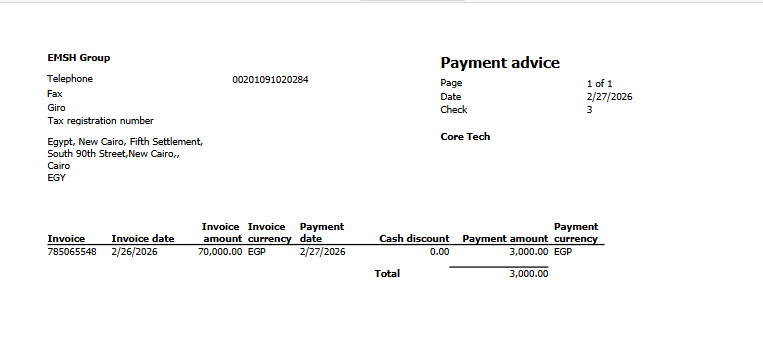 EMSH Group
Payment advice
Telephone 00201091020284
Page 1 of 1
Fax
Date 2/27/2026
Giro
Check 3
Tax registration number
Core Tech
Egypt, New Cairo, Fifth Settlement,
South 90th Street,New Cairo,,
Cairo
EGY
Invoice Invoice Payment Payment
Invoice Invoice date amount currency date Cash discount Payment amount currency
785065548 2/26/2026 70,000.00 EGP 2/27/2026 0.00 3,000.00 EGP
Total 3,000.00